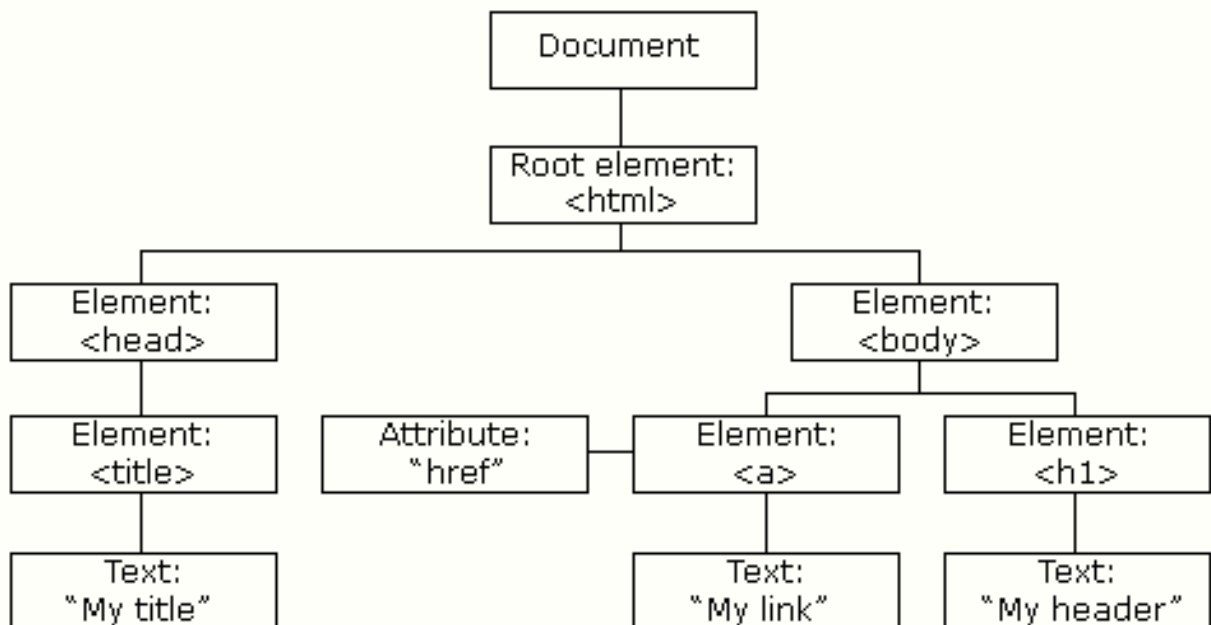 Document
Root element:
<html>
Element:
<head>
Element:
<body>
Element:
<title>
Attribute:
“href”
Element:
<a>
Element:
<h1>
Text:
“My title”
Text:
“My link”
Text:
“My header”